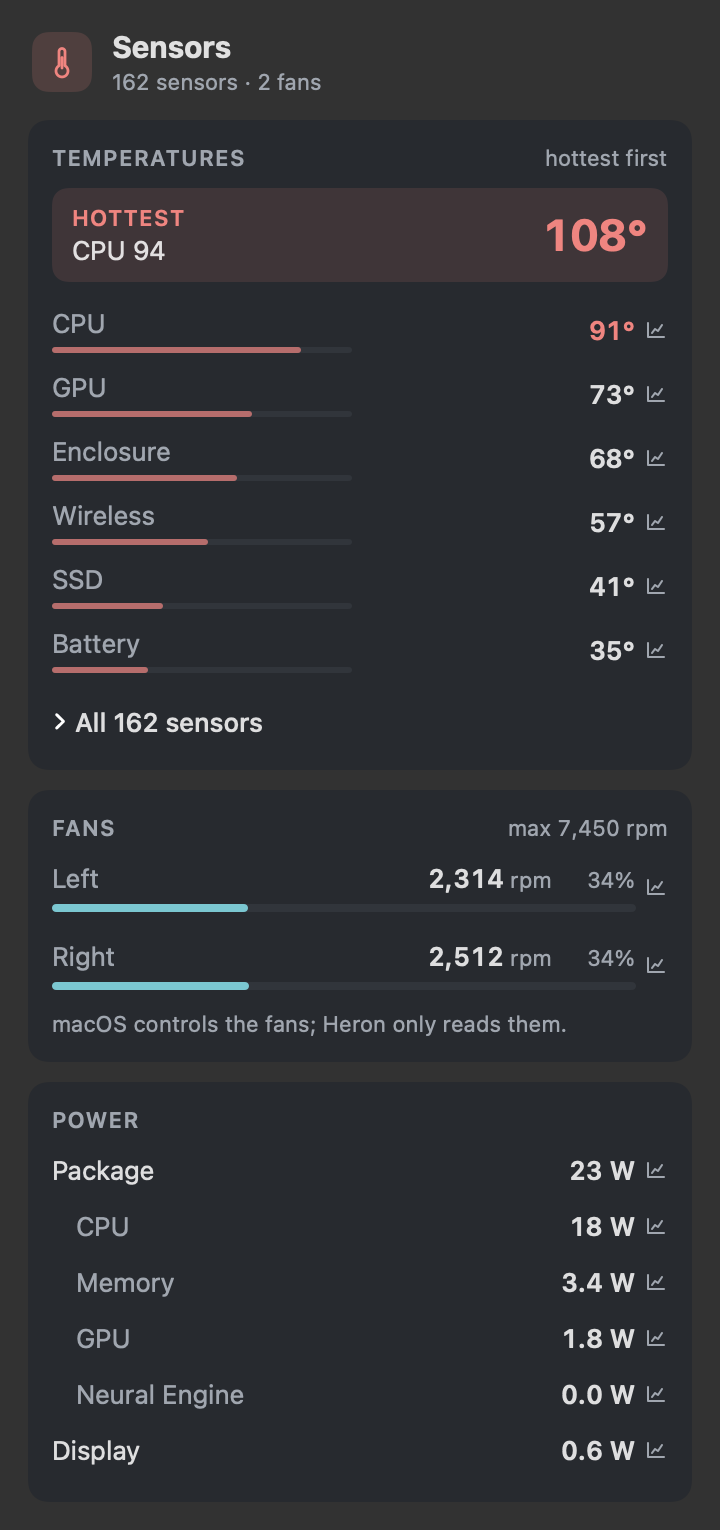 Sensors
162 sensors · 2 fans
TEMPERATURES hottest first
HOTTEST
CPU 94 108°
CPU 91°
GPU 73°
Enclosure 68°
Wireless 57°
SSD 41°
Battery 35°
All 162 sensors
FANS max 7,450 rpm
Left 2,314 rpm 34%
Right 2,512 rpm 34%
macOS controls the fans; Heron only reads them.
POWER
Package 23 W
CPU 18 W
Memory 3.4 W
GPU 1.8 W
Neural Engine 0.0 W
Display 0.6 W